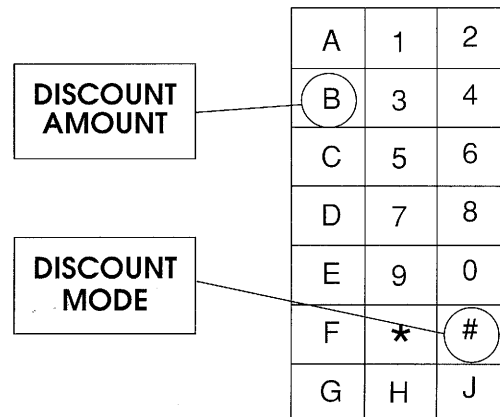 DISCOUNT
AMOUNT
DISCOUNT
MODE
A 1 2
B 3 4
C 5 6
D 7 8
E 9 0
F * #
G H J